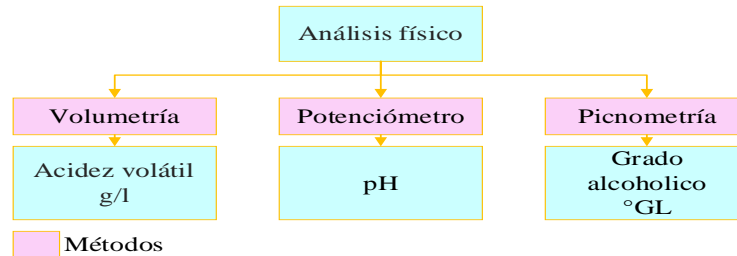 Análisis físico
Volumetría
Potenciómetro
Picnometría
Acidez volátil
g/l
pH
Grado
alcoholico
°GL
Métodos